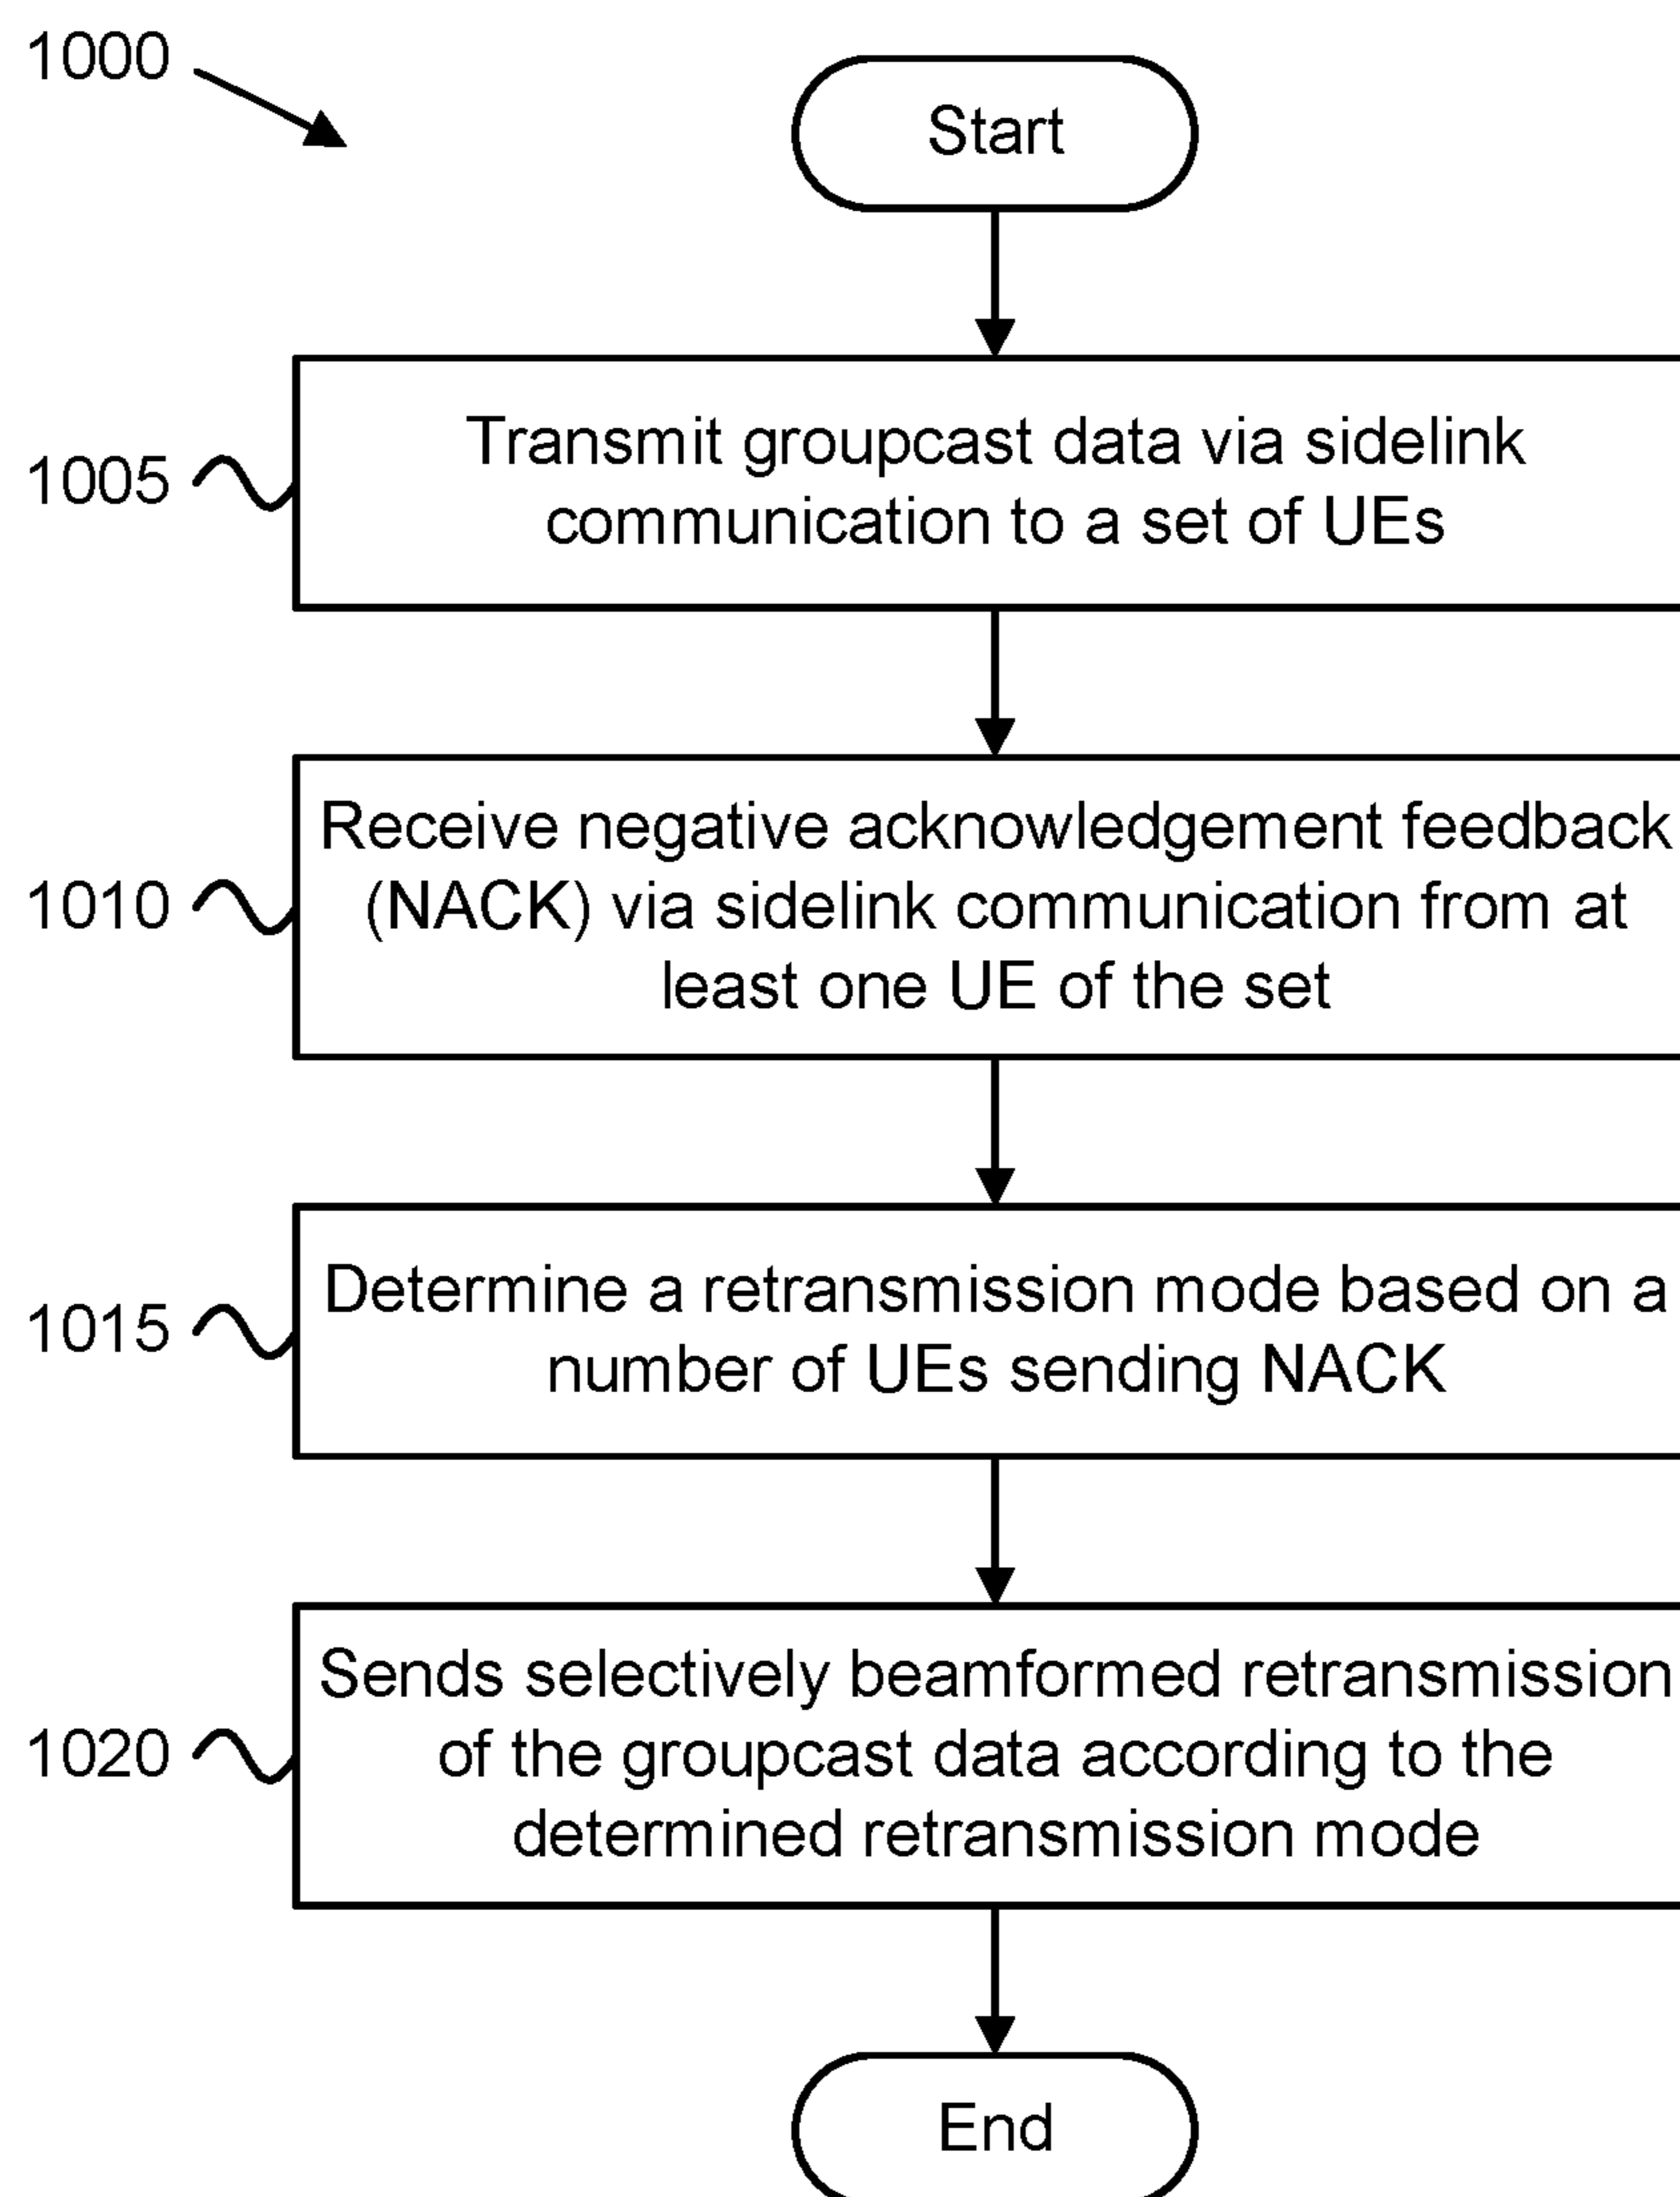 1000
Start
1005
Transmit groupcast data via sidelink
communication to a set of UEs
1010
Receive negative acknowledgement feedback
(NACK) via sidelink communication from at
least one UE of the set
1015
Determine a retransmission mode based on a
number of UEs sending NACK
1020
Sends selectively beamformed retransmission
of the groupcast data according to the
determined retransmission mode
End